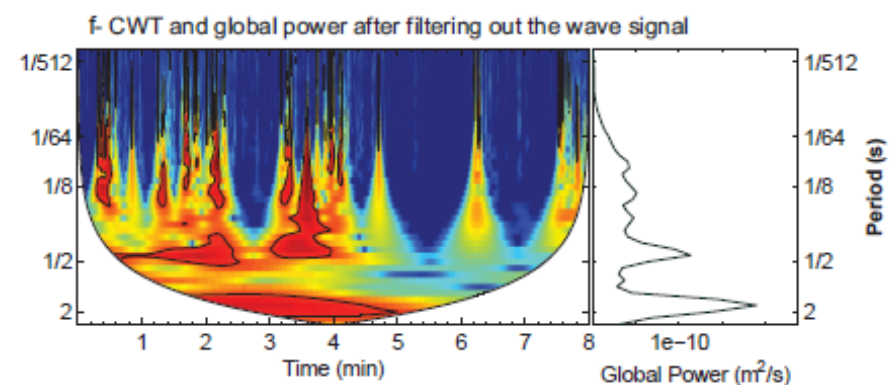 f- CWT and global power after filtering out the wave signal
1/512 1/512
1/64 1/64
1/8 1/8
1/2 1/2
2 2
Period (s)
1 2 3 4 5 6 7 8 1e-10
Time (min) Global Power (m²/s)